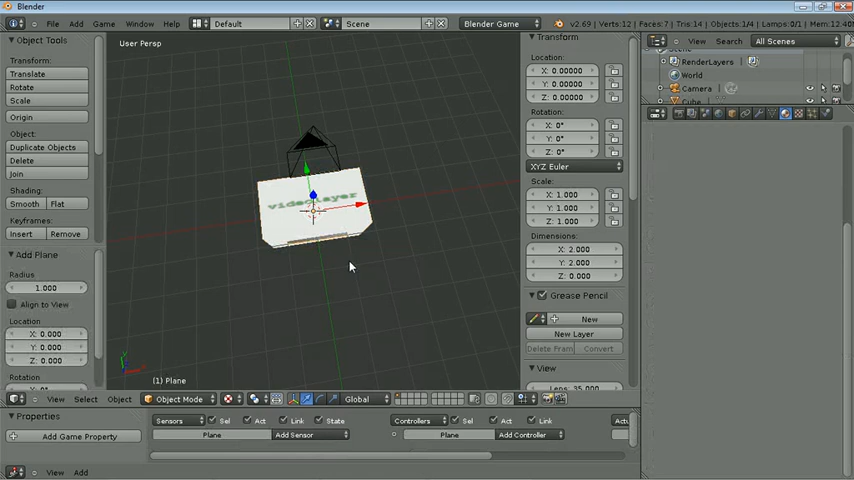 Blender
File Add Game Window Help Default Scene Blender Game v2.69 | Verts:12 | Faces:7 | Tris:14 | Objects:1/4 | Lamps:0/1 | Mem:12.40
Object Tools
Transform:
Translate
Rotate
Scale
Origin
Object:
Duplicate Objects
Delete
Join
Shading:
Smooth Flat
Keyframes:
Insert Remove
Add Plane
Radius
1.000
Align to View
Location
X: 0.000
Y: 0.000
Z: 0.000
Rotation
User Persp
(1) Plane
Transform
Location:
X: 0.00000
Y: 0.00000
Z: 0.00000
Rotation:
X: 0°
Y: 0°
Z: 0°
XYZ Euler
Scale:
X: 1.000
Y: 1.000
Z: 1.000
Dimensions:
X: 2.000
Y: 2.000
Z: 0.000
Grease Pencil
New
New Layer
Delete Fram Convert
View
Lens: 35.000
View Search All Scenes
RenderLayers
World
Camera
Cube
View Select Object Object Mode Global
Properties
Add Game Property
Sensors Sel Act Link State
Plane Add Sensor
Controllers Sel Act Link
Plane Add Controller
Actu
View Add